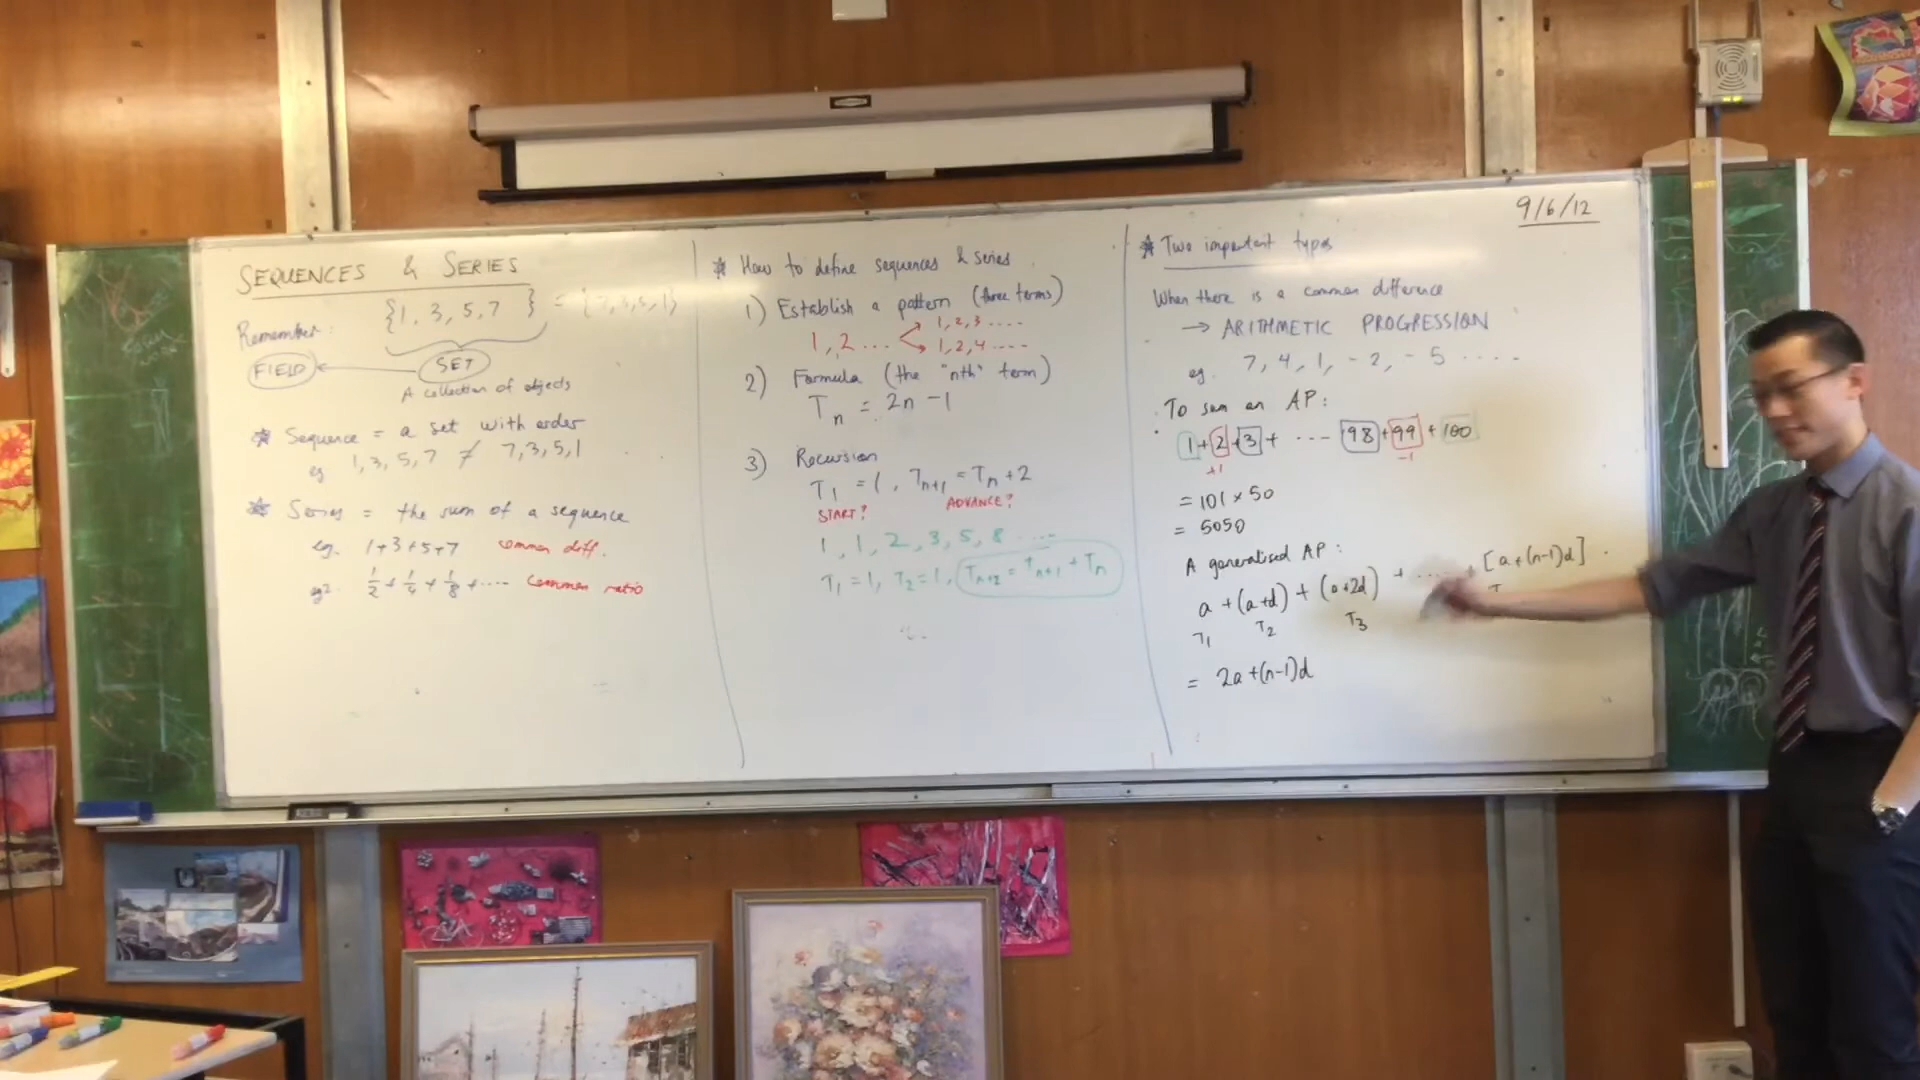 SEQUENCES & SERIES
Remember: {1, 3, 5, 7} = {7,3,5,1}
FIELD ← SET
A collection of objects
* Sequence = a set with order
eg 1, 3, 5, 7 ≠ 7, 3, 5, 1
* Series = the sum of a sequence
eg. 1+3+5+7 common diff.
eg2. 1/2 + 1/4 + 1/8 + .... common ratio
* How to define sequences & series
1) Establish a pattern (three terms)
1, 2 ... 1, 2, 3 ....
1, 2, 4 ....
2) Formula (the "nth" term)
Tn = 2n - 1
3) Recursion
T1 = 1, Tn+1 = Tn + 2
START? ADVANCE?
1, 1, 2, 3, 5, 8 ....
T1 = 1, T2 = 1, Tn+2 = Tn+1 + Tn
9/6/12
* Two important types
When there is a common difference
→ ARITHMETIC PROGRESSION
eg. 7, 4, 1, -2, -5 ....
To sum an AP:
1+2+3+ ... 98+99+100
+1 -1
= 101 × 50
= 5050
A generalised AP:
a + (a+d) + (a+2d) + .... + [a+(n-1)d]
T1 T2 T3
= 2a+(n-1)d